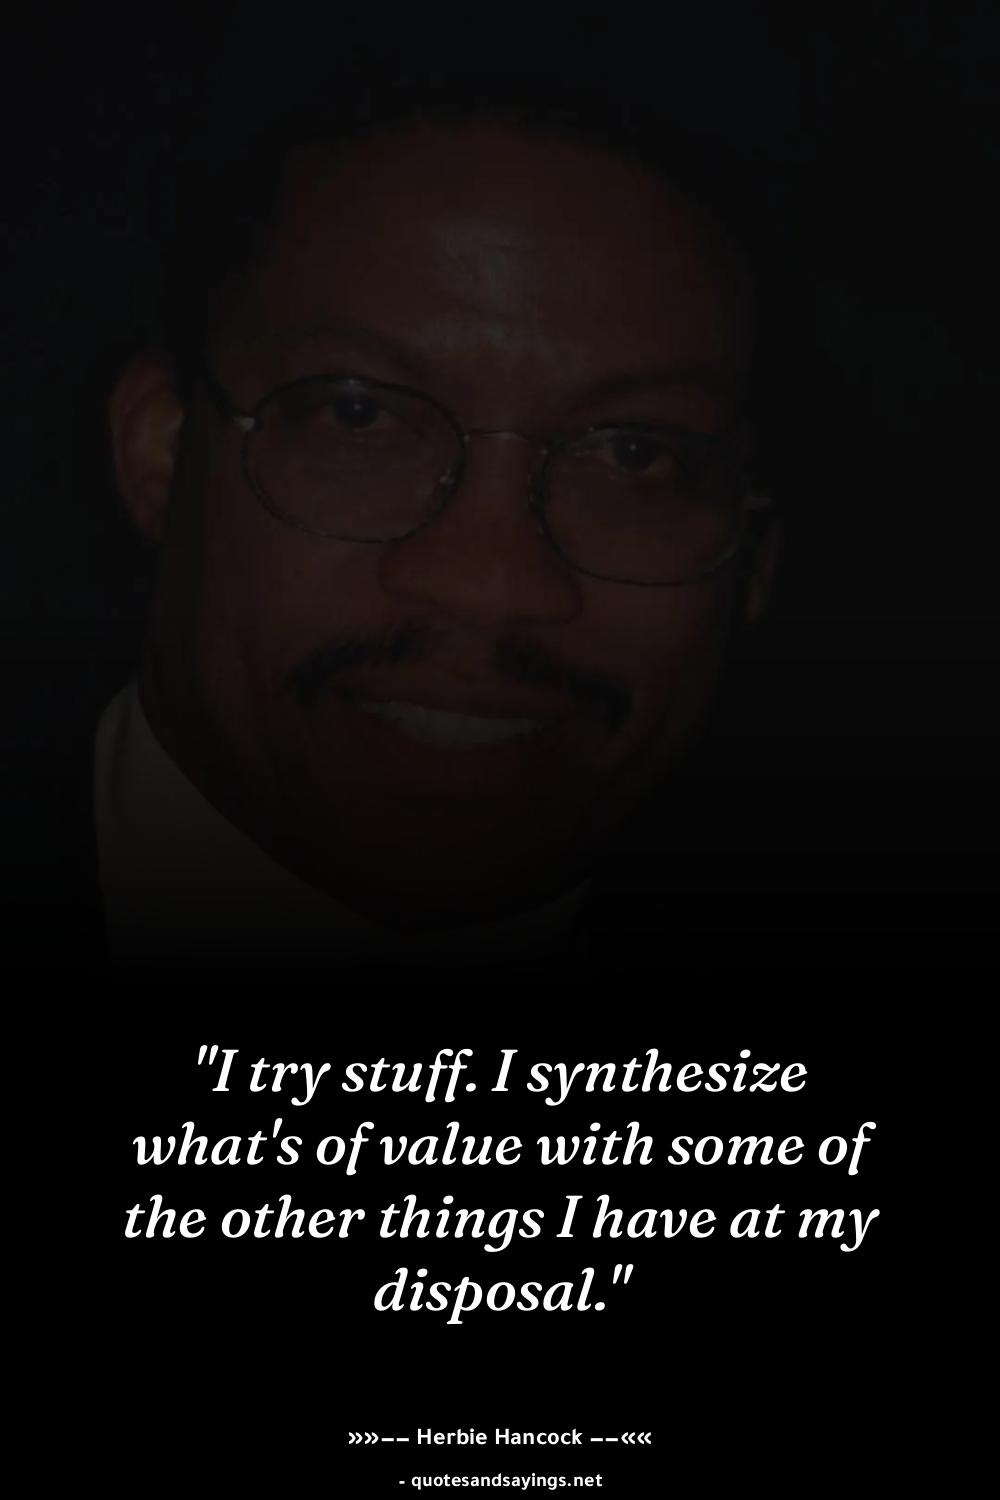 "I try stuff. I synthesize
what's of value with some of
the other things I have at my
disposal."
»»–– Herbie Hancock ––««
- quotesandsayings.net